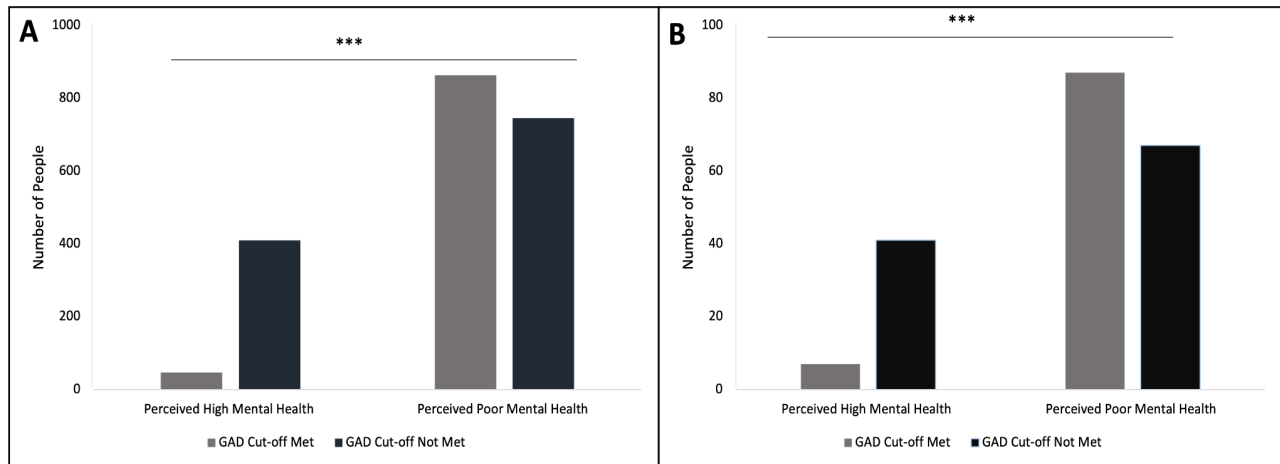 A
***
1000
800
600
400
200
0
Number of People
Perceived High Mental Health
Perceived Poor Mental Health
GAD Cut-off Met
GAD Cut-off Not Met
B
***
100
80
60
40
20
0
Number of People
Perceived High Mental Health
Perceived Poor Mental Health
GAD Cut-off Met
GAD Cut-off Not Met